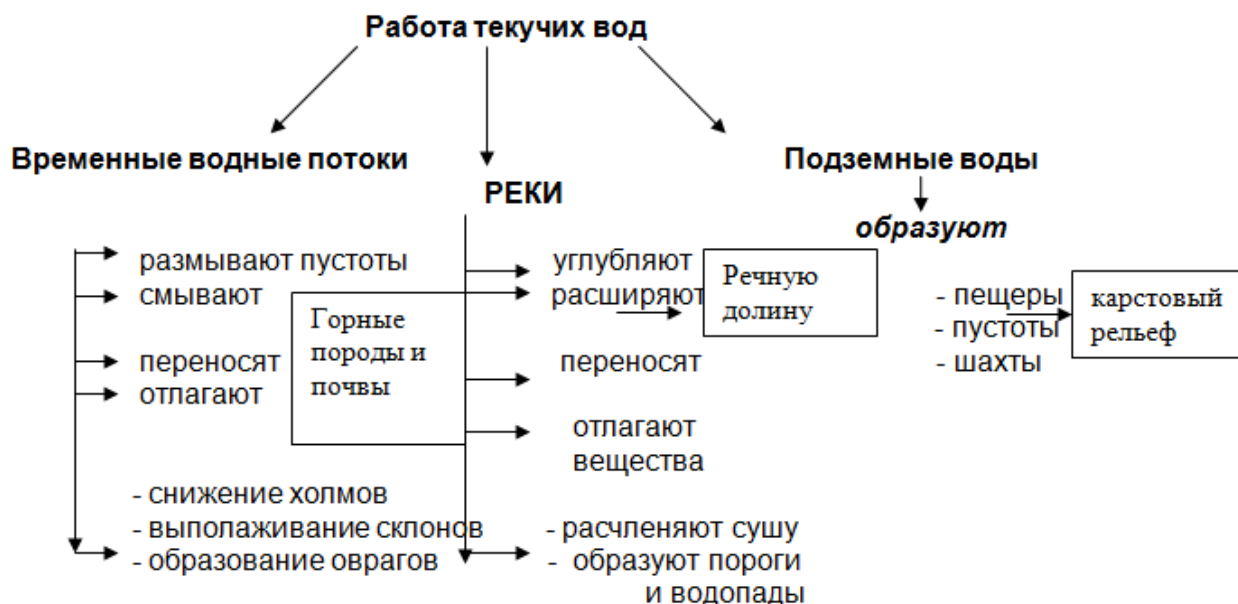 Работа текучих вод
Временные водные потоки
размывают пустоты
смывают
переносят
отлагают
Горные
породы и
почвы
- снижение холмов
- выполаживание склонов
- образование оврагов
РЕКИ
углубляют
расширяют
Речную
долину
переносят
отлагают
вещества
- расчленяют сушу
- образуют пороги
и водопады
Подземные воды
образуют
- пещеры
- пустоты
- шахты
карстовый
рельеф